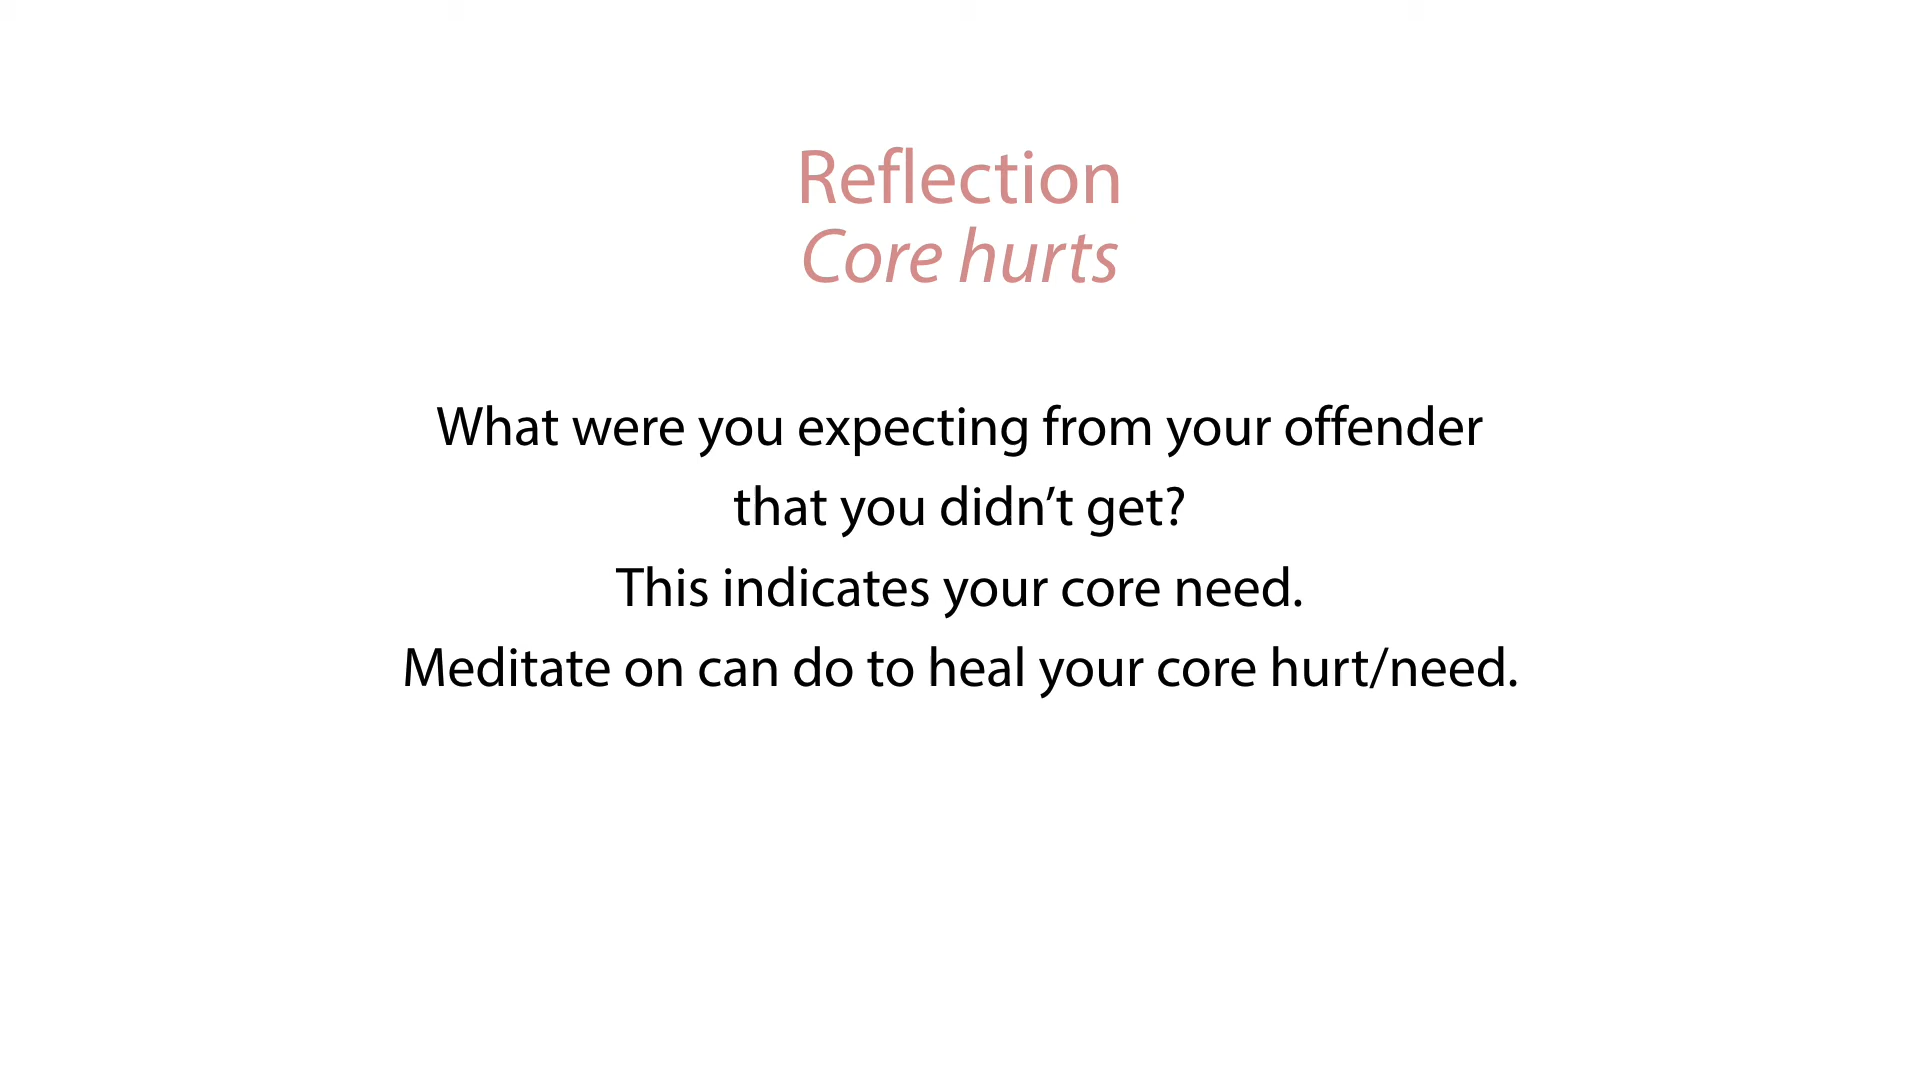 Reflection
Core hurts
What were you expecting from your offender
that you didn’t get?
This indicates your core need.
Meditate on can do to heal your core hurt/need.